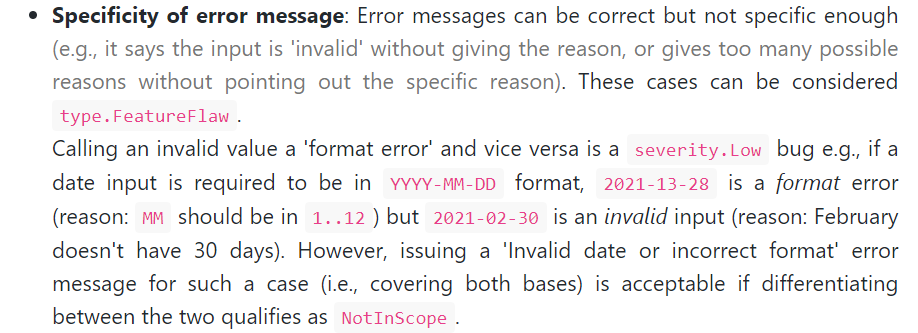 • Specificity of error message: Error messages can be correct but not specific enough
(e.g., it says the input is 'invalid' without giving the reason, or gives too many possible
reasons without pointing out the specific reason). These cases can be considered
type.FeatureFlaw .
Calling an invalid value a 'format error' and vice versa is a severity.Low bug e.g., if a
date input is required to be in YYYY-MM-DD format, 2021-13-28 is a format error
(reason: MM should be in 1..12 ) but 2021-02-30 is an invalid input (reason: February
doesn't have 30 days). However, issuing a 'Invalid date or incorrect format' error
message for such a case (i.e., covering both bases) is acceptable if differentiating
between the two qualifies as NotInScope .